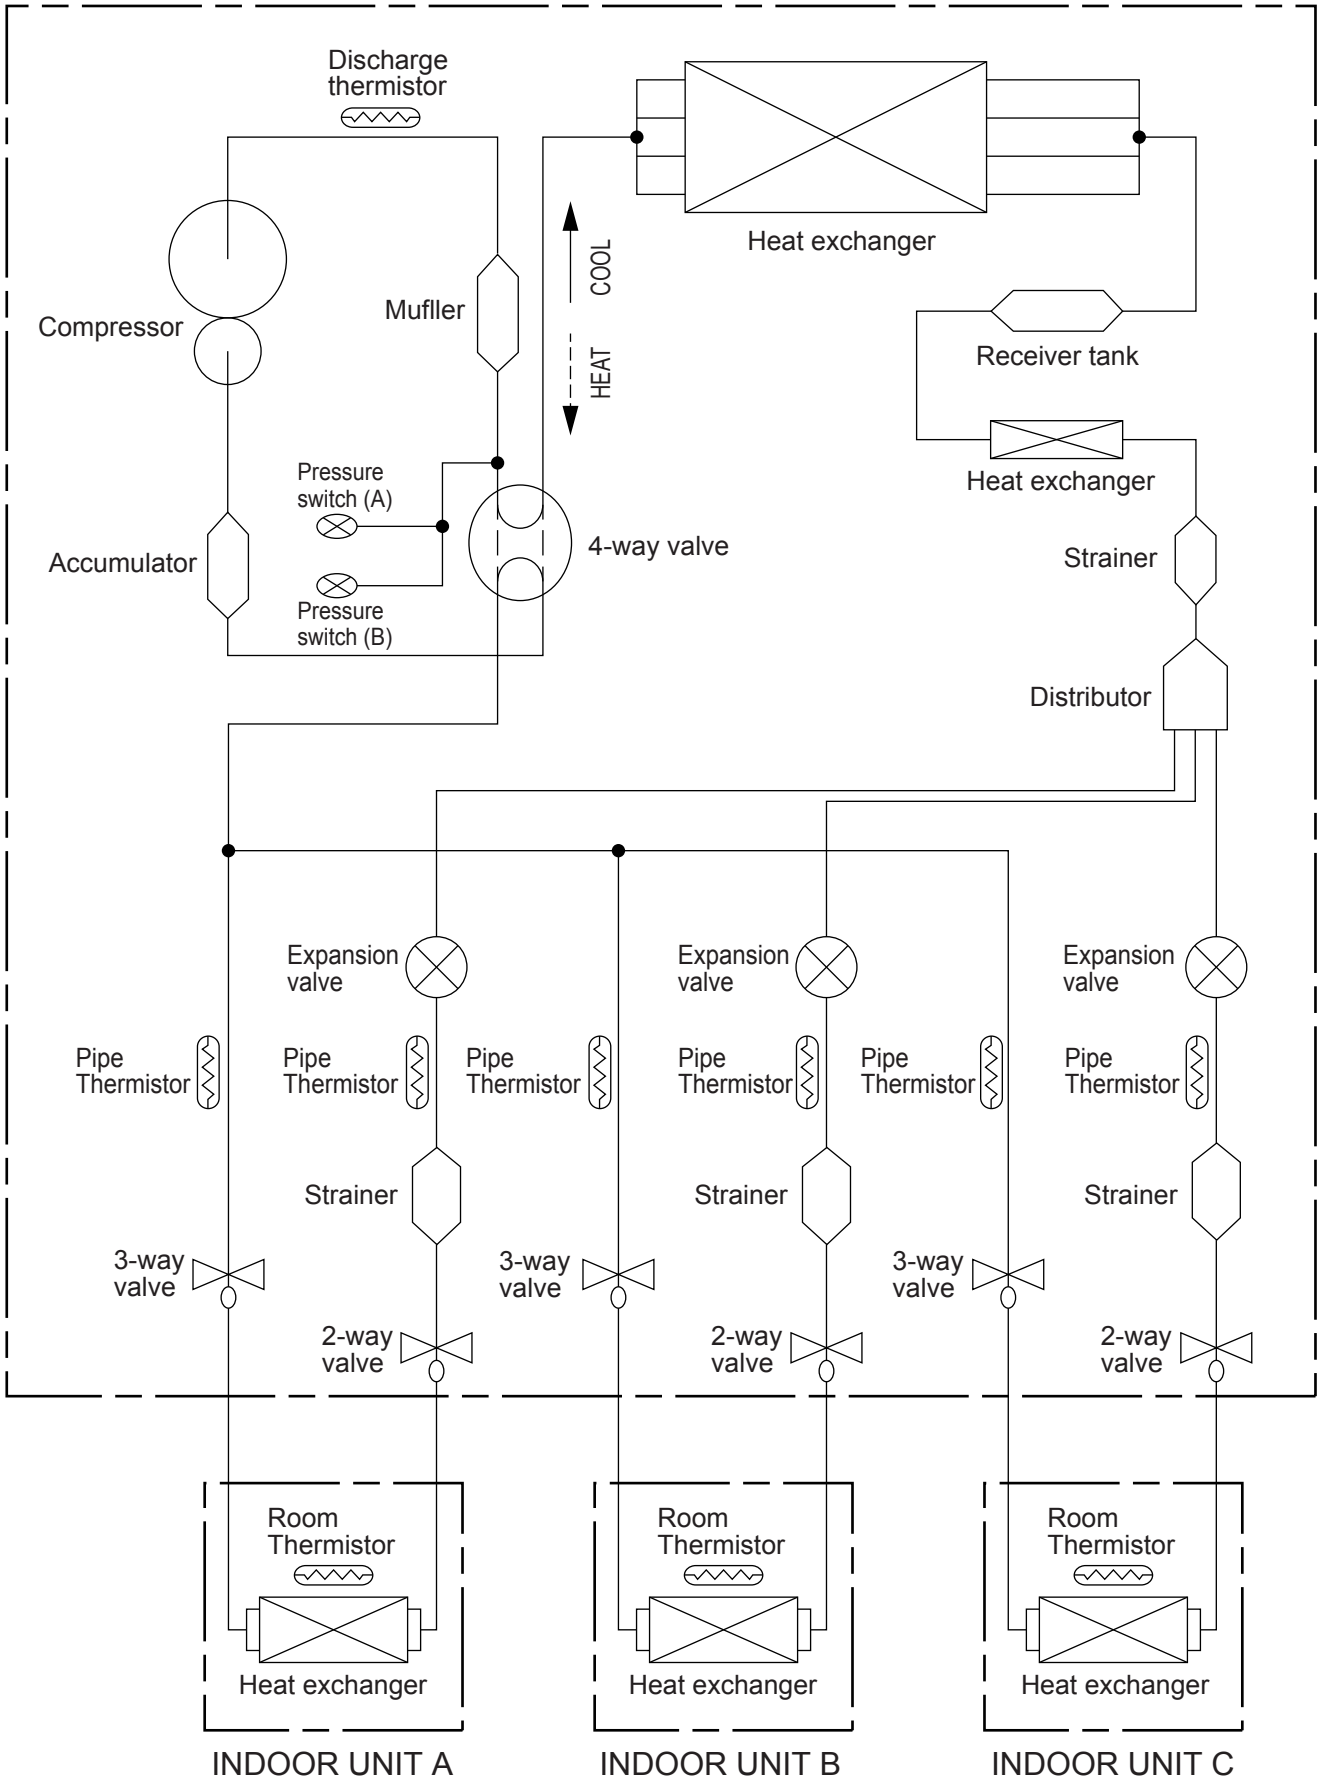 Discharge
thermistor
Heat exchanger
COOL
Mufller
Compressor
HEAT
Receiver tank
Pressure
switch (A)
Heat exchanger
4-way valve
Accumulator
Strainer
Pressure
switch (B)
Distributor
Expansion
valve
Expansion
valve
Expansion
valve
Pipe
Thermistor
Pipe
Thermistor
Pipe
Thermistor
Pipe
Thermistor
Pipe
Thermistor
Pipe
Thermistor
Strainer
Strainer
Strainer
3-way
valve
3-way
valve
3-way
valve
2-way
valve
2-way
valve
2-way
valve
Room
Thermistor
Room
Thermistor
Room
Thermistor
Heat exchanger
Heat exchanger
Heat exchanger
INDOOR UNIT A
INDOOR UNIT B
INDOOR UNIT C